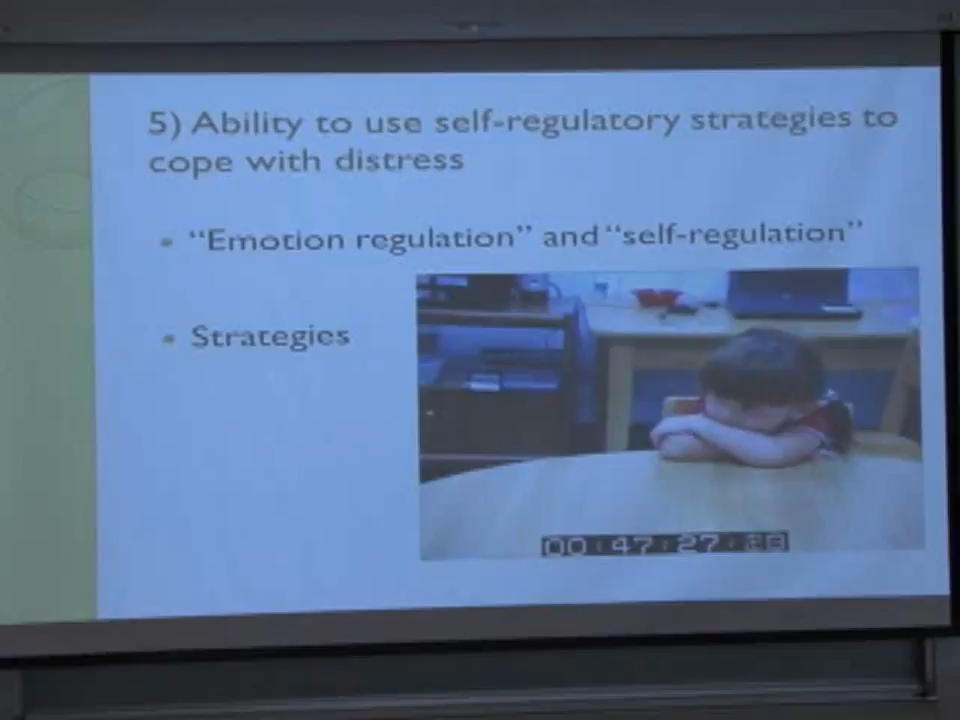 5) Ability to use self-regulatory strategies to
cope with distress
• “Emotion regulation” and “self-regulation”
• Strategies
00:47:27: